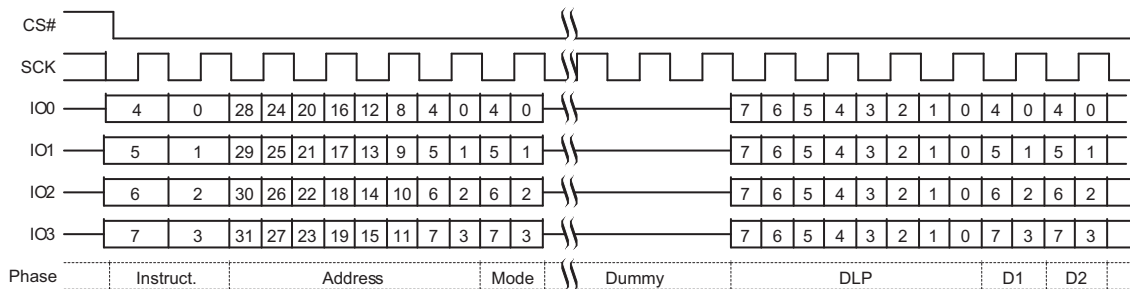 CS#
SCK
IO0 4 0 28 24 20 16 12 8 4 0 4 0 7 6 5 4 3 2 1 0 4 0 4 0
IO1 5 1 29 25 21 17 13 9 5 1 5 1 7 6 5 4 3 2 1 0 5 1 5 1
IO2 6 2 30 26 22 18 14 10 6 2 6 2 7 6 5 4 3 2 1 0 6 2 6 2
IO3 7 3 31 27 23 19 15 11 7 3 7 3 7 6 5 4 3 2 1 0 7 3 7 3
Phase Instruct. Address Mode Dummy DLP D1 D2